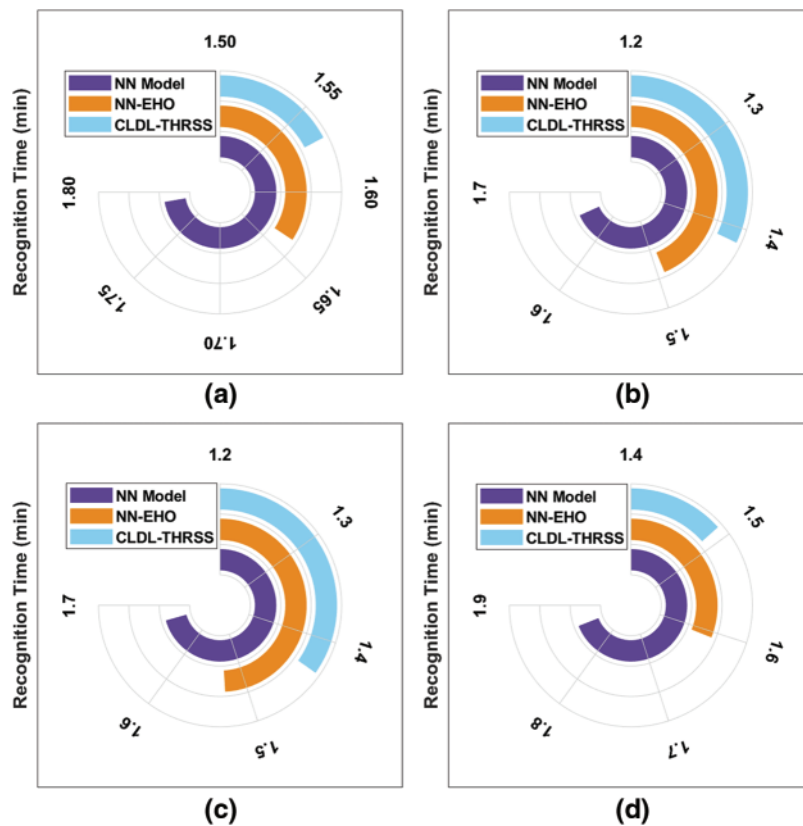 1.50
1.55
1.60
1.65
1.70
1.75
1.80
Recognition Time (min)
NN Model
NN-EHO
CLDL-THRSS
(a)
1.2
1.3
1.4
1.5
1.6
1.7
Recognition Time (min)
NN Model
NN-EHO
CLDL-THRSS
(b)
1.2
1.3
1.4
1.5
1.6
1.7
Recognition Time (min)
NN Model
NN-EHO
CLDL-THRSS
(c)
1.4
1.5
1.6
1.7
1.8
1.9
Recognition Time (min)
NN Model
NN-EHO
CLDL-THRSS
(d)